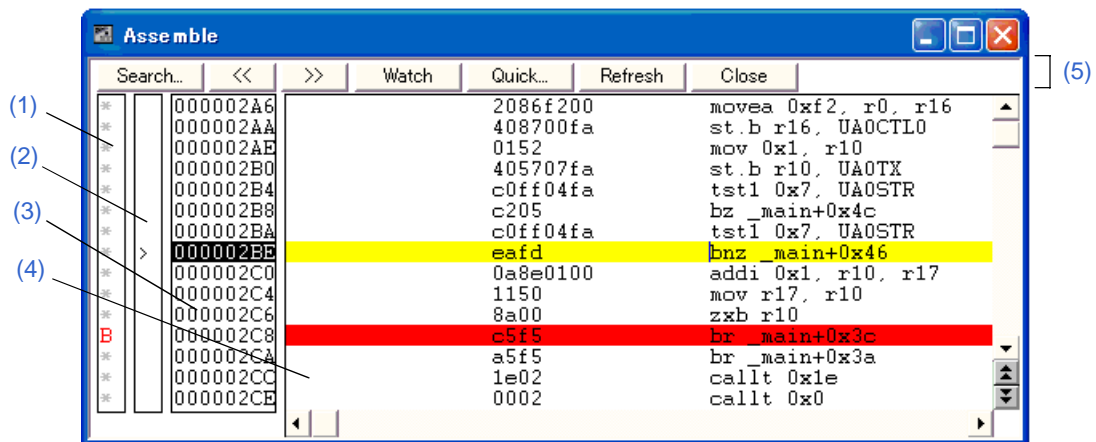 Assemble
Search... << >> Watch Quick... Refresh Close
(5)
(1)
(2)
(3)
(4)
* 000002A6 2086f200 movea 0xf2, r0, r16
* 000002AA 408700fa st.b r16, UA0CTL0
* 000002AE 0152 mov 0x1, r10
* 000002B0 405707fa st.b r10, UA0TX
* 000002B4 c0ff04fa tst1 0x7, UA0STR
* 000002B8 c205 bz _main+0x4c
* 000002BA c0ff04fa tst1 0x7, UA0STR
* > 000002BE eafd bnz _main+0x46
* 000002C0 0a8e0100 addi 0x1, r10, r17
* 000002C4 1150 mov r17, r10
* 000002C6 8a00 zxb r10
B 000002C8 c5f5 br _main+0x3c
* 000002CA a5f5 br _main+0x3a
* 000002CC 1e02 callt 0x1e
* 000002CE 0002 callt 0x0